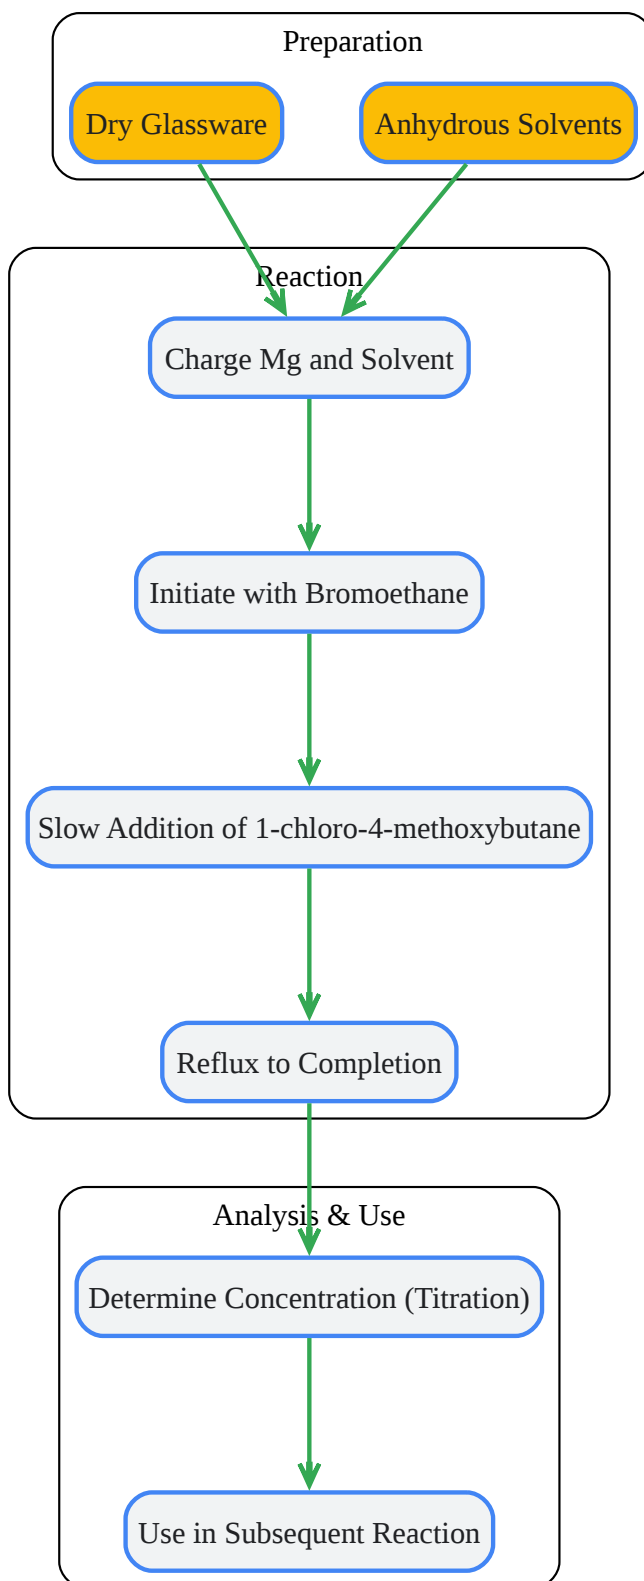 Preparation
Dry Glassware
Anhydrous Solvents
Reaction
Charge Mg and Solvent
Initiate with Bromoethane
Slow Addition of 1-chloro-4-methoxybutane
Reflux to Completion
Analysis & Use
Determine Concentration (Titration)
Use in Subsequent Reaction